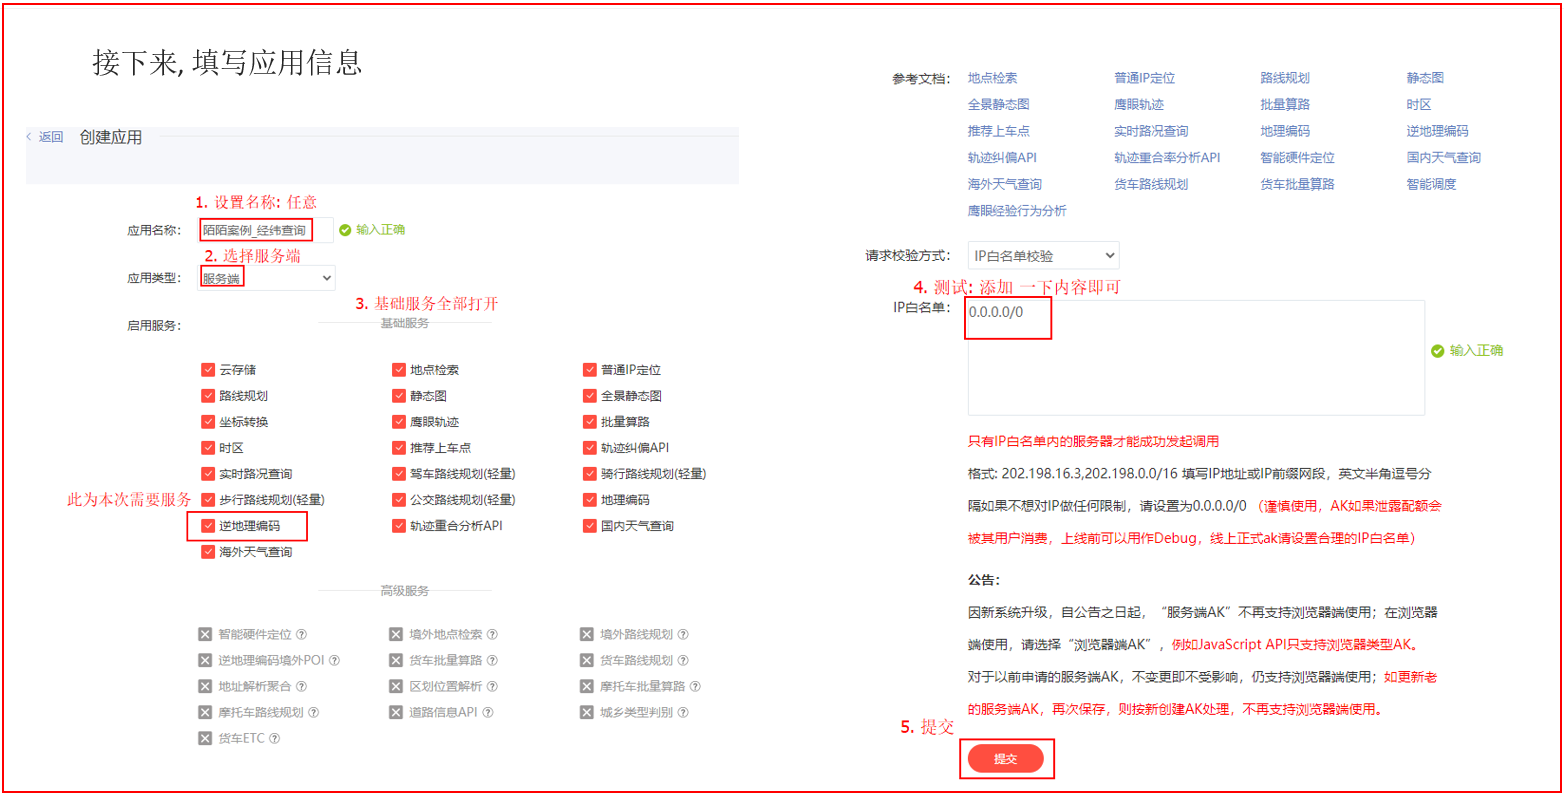 接下来, 填写应用信息
返回 创建应用
1. 设置名称: 任意
应用名称: 陌陌案例_经纬查询 输入正确
2. 选择服务端
应用类型: 服务端
3. 基础服务全部打开
启用服务: 基础服务
云存储 地点检索 普通IP定位
路线规划 静态图 全景静态图
坐标转换 鹰眼轨迹 批量算路
时区 推荐上车点 轨迹纠偏API
实时路况查询 驾车路线规划(轻量) 骑行路线规划(轻量)
此为本次需要服务 步行路线规划(轻量) 公交路线规划(轻量) 地理编码
逆地理编码 轨迹重合分析API 国内天气查询
海外天气查询
高级服务
智能硬件定位 境外地点检索 境外路线规划
逆地理编码境外POI 货车批量算路 货车路线规划
地址解析聚合 区划位置解析 摩托车批量算路
摩托车路线规划 道路信息API 城乡类型判别
货车ETC
参考文档: 地点检索 普通IP定位 路线规划 静态图
全景静态图 鹰眼轨迹 批量算路 时区
推荐上车点 实时路况查询 地理编码 逆地理编码
轨迹纠偏API 轨迹重合率分析API 智能硬件定位 国内天气查询
海外天气查询 货车路线规划 货车批量算路 智能调度
鹰眼经验行为分析
请求校验方式: IP白名单校验
4. 测试: 添加 一下内容即可
IP白名单: 0.0.0.0/0
输入正确
只有IP白名单内的服务器才能成功发起调用
格式: 202.198.16.3,202.198.0.0/16 填写IP地址或IP前缀网段，英文半角逗号分
隔如果不想对IP做任何限制，请设置为0.0.0.0/0 （谨慎使用，AK如果泄露配额会
被其用户消费，上线前可以用作Debug，线上正式ak请设置合理的IP白名单）
公告：
因新系统升级，自公告之日起，“服务端AK”不再支持浏览器端使用；在浏览器
端使用，请选择“浏览器端AK”，例如JavaScript API只支持浏览器类型AK。
对于以前申请的服务端AK，不变更即不受影响，仍支持浏览器端使用；如更新老
的服务端AK，再次保存，则按新创建AK处理，不再支持浏览器端使用。
5. 提交
提交